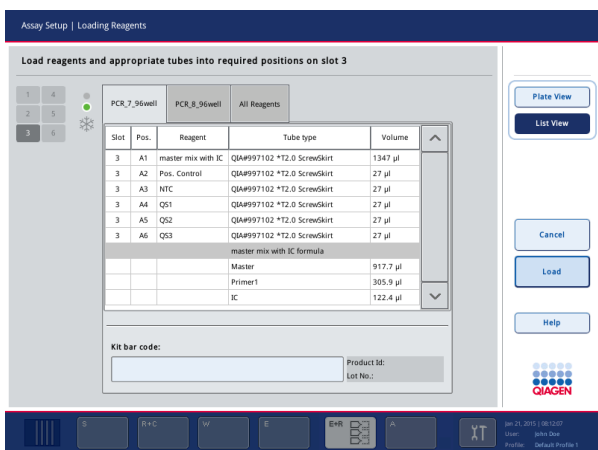 Assay Setup | Loading Reagents
Load reagents and appropriate tubes into required positions on slot 3
1 4
2 5
3 6
PCR_7_96well PCR_8_96well All Reagents
Plate View
List View
Slot Pos. Reagent Tube type Volume
3 A1 master mix with IC QIA#997102 *T2.0 ScrewSkirt 1347 µl
3 A2 Pos. Control QIA#997102 *T2.0 ScrewSkirt 27 µl
3 A3 NTC QIA#997102 *T2.0 ScrewSkirt 27 µl
3 A4 QS1 QIA#997102 *T2.0 ScrewSkirt 27 µl
3 A5 QS2 QIA#997102 *T2.0 ScrewSkirt 27 µl
3 A6 QS3 QIA#997102 *T2.0 ScrewSkirt 27 µl
master mix with IC formula
Master 917.7 µl
Primer1 305.9 µl
IC 122.4 µl
Cancel
Load
Help
Kit bar code:
Product Id:
Lot No.:
QIAGEN
S R+C W E E+R A
Jan 21, 2015 | 08:12:07
User: John Doe
Profile: Default Profile 1